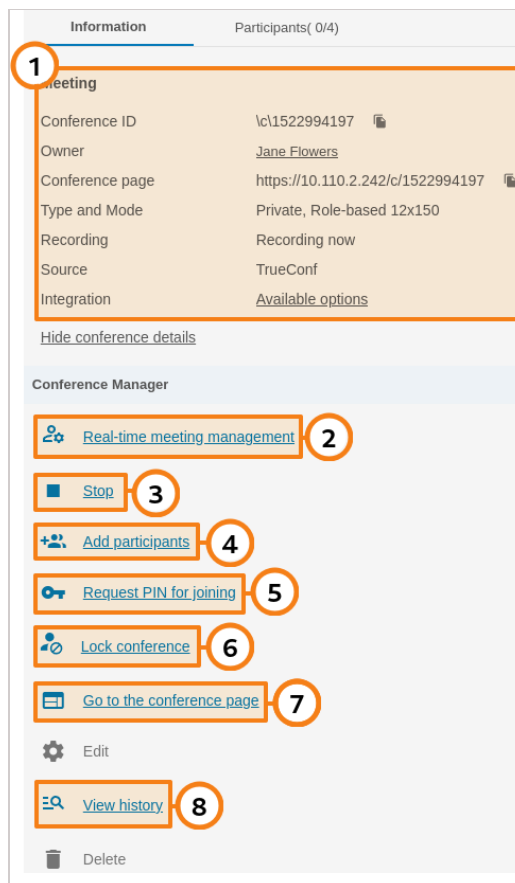 Information Participants( 0/4)
1
Meeting
Conference ID \c\1522994197
Owner Jane Flowers
Conference page https://10.110.2.242/c/1522994197
Type and Mode Private, Role-based 12x150
Recording Recording now
Source TrueConf
Integration Available options
Hide conference details
Conference Manager
Real-time meeting management 2
Stop 3
Add participants 4
Request PIN for joining 5
Lock conference 6
Go to the conference page 7
Edit
View history 8
Delete